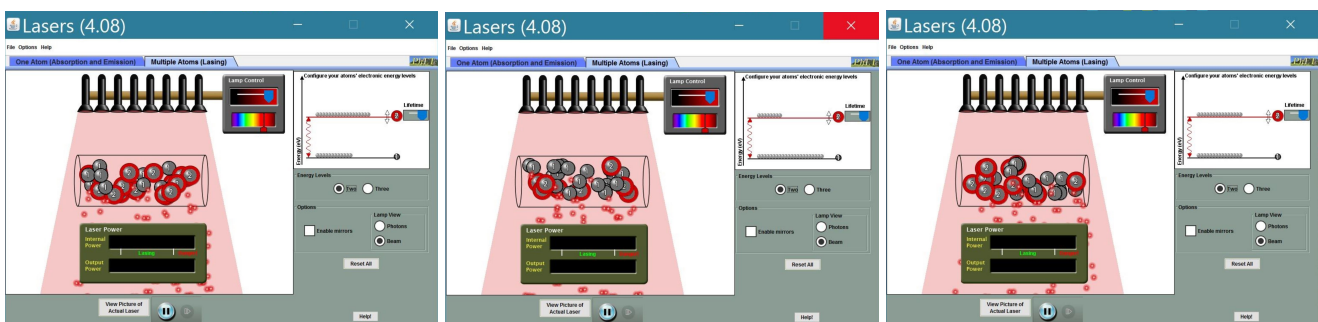 Lasers (4.08)
File Options Help
One Atom (Absorption and Emission) Multiple Atoms (Lasing)
Lamp Control
Configure your atoms' electronic energy levels
Lifetime
2
Energy (eV)
1
Energy Levels
Two Three
Options
Enable mirrors
Lamp View
Photons
Beam
Reset All
Laser Power
Internal Power
Lasing
Output Power
View Picture of
Actual Laser
Help!
Lasers (4.08)
File Options Help
One Atom (Absorption and Emission) Multiple Atoms (Lasing)
Lamp Control
Configure your atoms' electronic energy levels
Lifetime
2
Energy (eV)
1
Energy Levels
Two Three
Options
Enable mirrors
Lamp View
Photons
Beam
Reset All
Laser Power
Internal Power
Lasing
Output Power
View Picture of
Actual Laser
Help!
Lasers (4.08)
File Options Help
One Atom (Absorption and Emission) Multiple Atoms (Lasing)
Lamp Control
Configure your atoms' electronic energy levels
Lifetime
2
Energy (eV)
1
Energy Levels
Two Three
Options
Enable mirrors
Lamp View
Photons
Beam
Reset All
Laser Power
Internal Power
Lasing
Output Power
View Picture of
Actual Laser
Help!